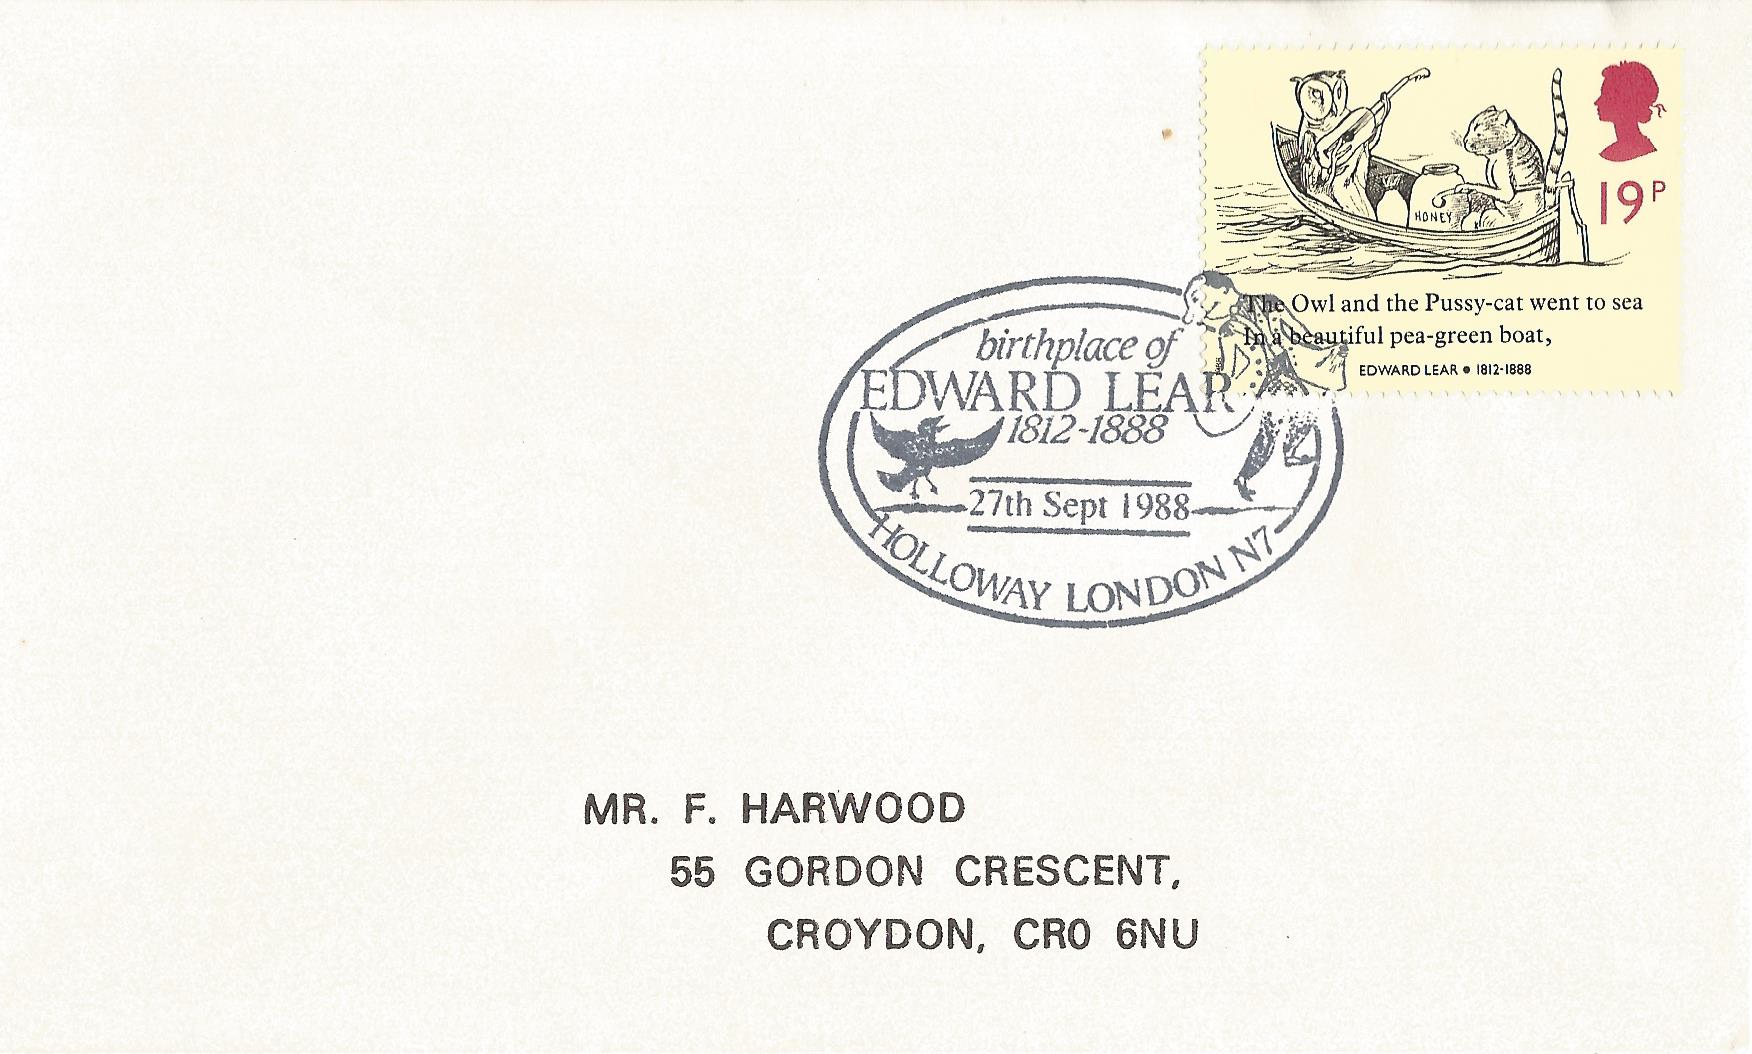 19P
HONEY
The Owl and the Pussy-cat went to sea
In a beautiful pea-green boat,
EDWARD LEAR • 1812-1888
birthplace of
EDWARD LEAR
1812-1888
27th Sept 1988
HOLLOWAY LONDON N7
MR. F. HARWOOD
55 GORDON CRESCENT,
CROYDON, CR0 6NU